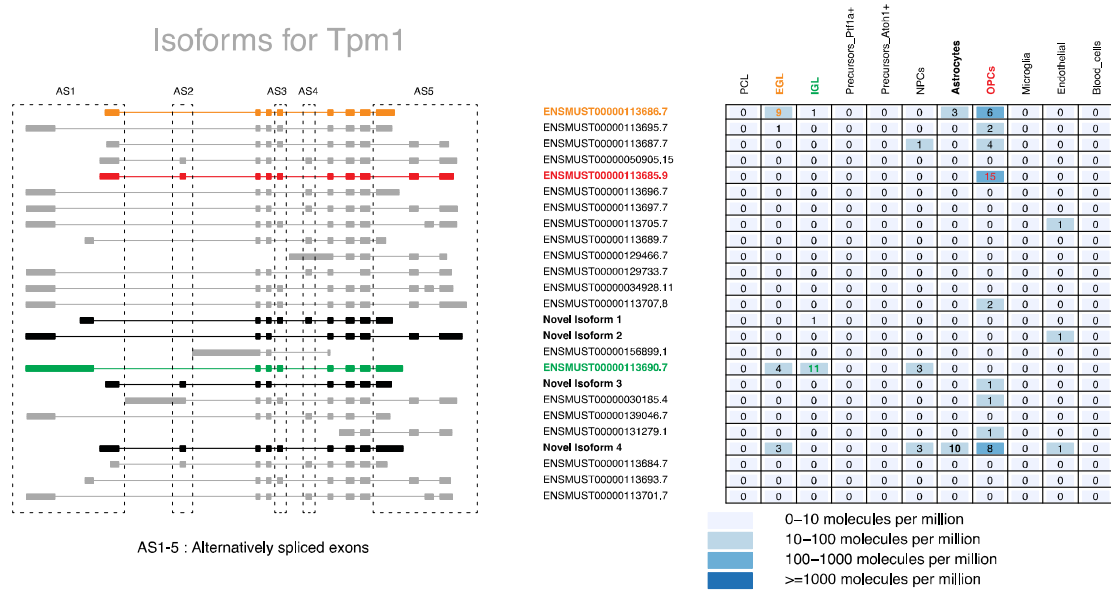 Isoforms for Tpm1
AS1 AS2 AS3 AS4 AS5
PCL EGL IGL Precursors_Ptf1a+ Precursors_Atoh1+ NPCs Astrocytes OPCs Microglia Endothelial Blood_cells
ENSMUST00000113686.7 0 9 1 0 0 0 3 6 0 0 0
ENSMUST00000113695.7 0 1 0 0 0 0 0 2 0 0 0
ENSMUST00000113687.7 0 0 0 0 0 1 0 4 0 0 0
ENSMUST00000050905.15 0 0 0 0 0 0 0 0 0 0 0
ENSMUST00000113685.9 0 0 0 0 0 0 0 15 0 0 0
ENSMUST00000113696.7 0 0 0 0 0 0 0 0 0 0 0
ENSMUST00000113697.7 0 0 0 0 0 0 0 0 0 0 0
ENSMUST00000113705.7 0 0 0 0 0 0 0 0 0 1 0
ENSMUST00000113689.7 0 0 0 0 0 0 0 0 0 0 0
ENSMUST00000129466.7 0 0 0 0 0 0 0 0 0 0 0
ENSMUST00000129733.7 0 0 0 0 0 0 0 0 0 0 0
ENSMUST00000034928.11 0 0 0 0 0 0 0 0 0 0 0
ENSMUST00000113707.8 0 0 0 0 0 0 0 2 0 0 0
Novel Isoform 1 0 0 1 0 0 0 0 0 0 0 0
Novel Isoform 2 0 0 0 0 0 0 0 0 0 1 0
ENSMUST00000156899.1 0 0 0 0 0 0 0 0 0 0 0
ENSMUST00000113690.7 0 4 11 0 0 3 0 0 0 0 0
Novel Isoform 3 0 0 0 0 0 0 0 1 0 0 0
ENSMUST00000030185.4 0 0 0 0 0 0 0 1 0 0 0
ENSMUST00000139046.7 0 0 0 0 0 0 0 0 0 0 0
ENSMUST00000131279.1 0 0 0 0 0 0 0 1 0 0 0
Novel Isoform 4 0 3 0 0 0 3 10 8 0 1 0
ENSMUST00000113684.7 0 0 0 0 0 0 0 0 0 0 0
ENSMUST00000113693.7 0 0 0 0 0 0 0 0 0 0 0
ENSMUST00000113701.7 0 0 0 0 0 0 0 0 0 0 0
AS1-5 : Alternatively spliced exons
0–10 molecules per million
10–100 molecules per million
100–1000 molecules per million
>=1000 molecules per million